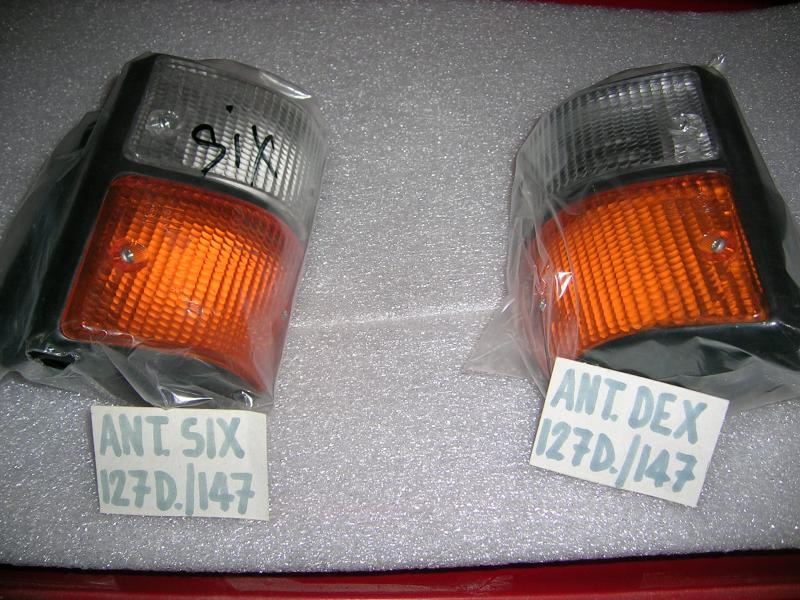 six
ANT. SIX
127D./147
ANT. DEX
127D./147